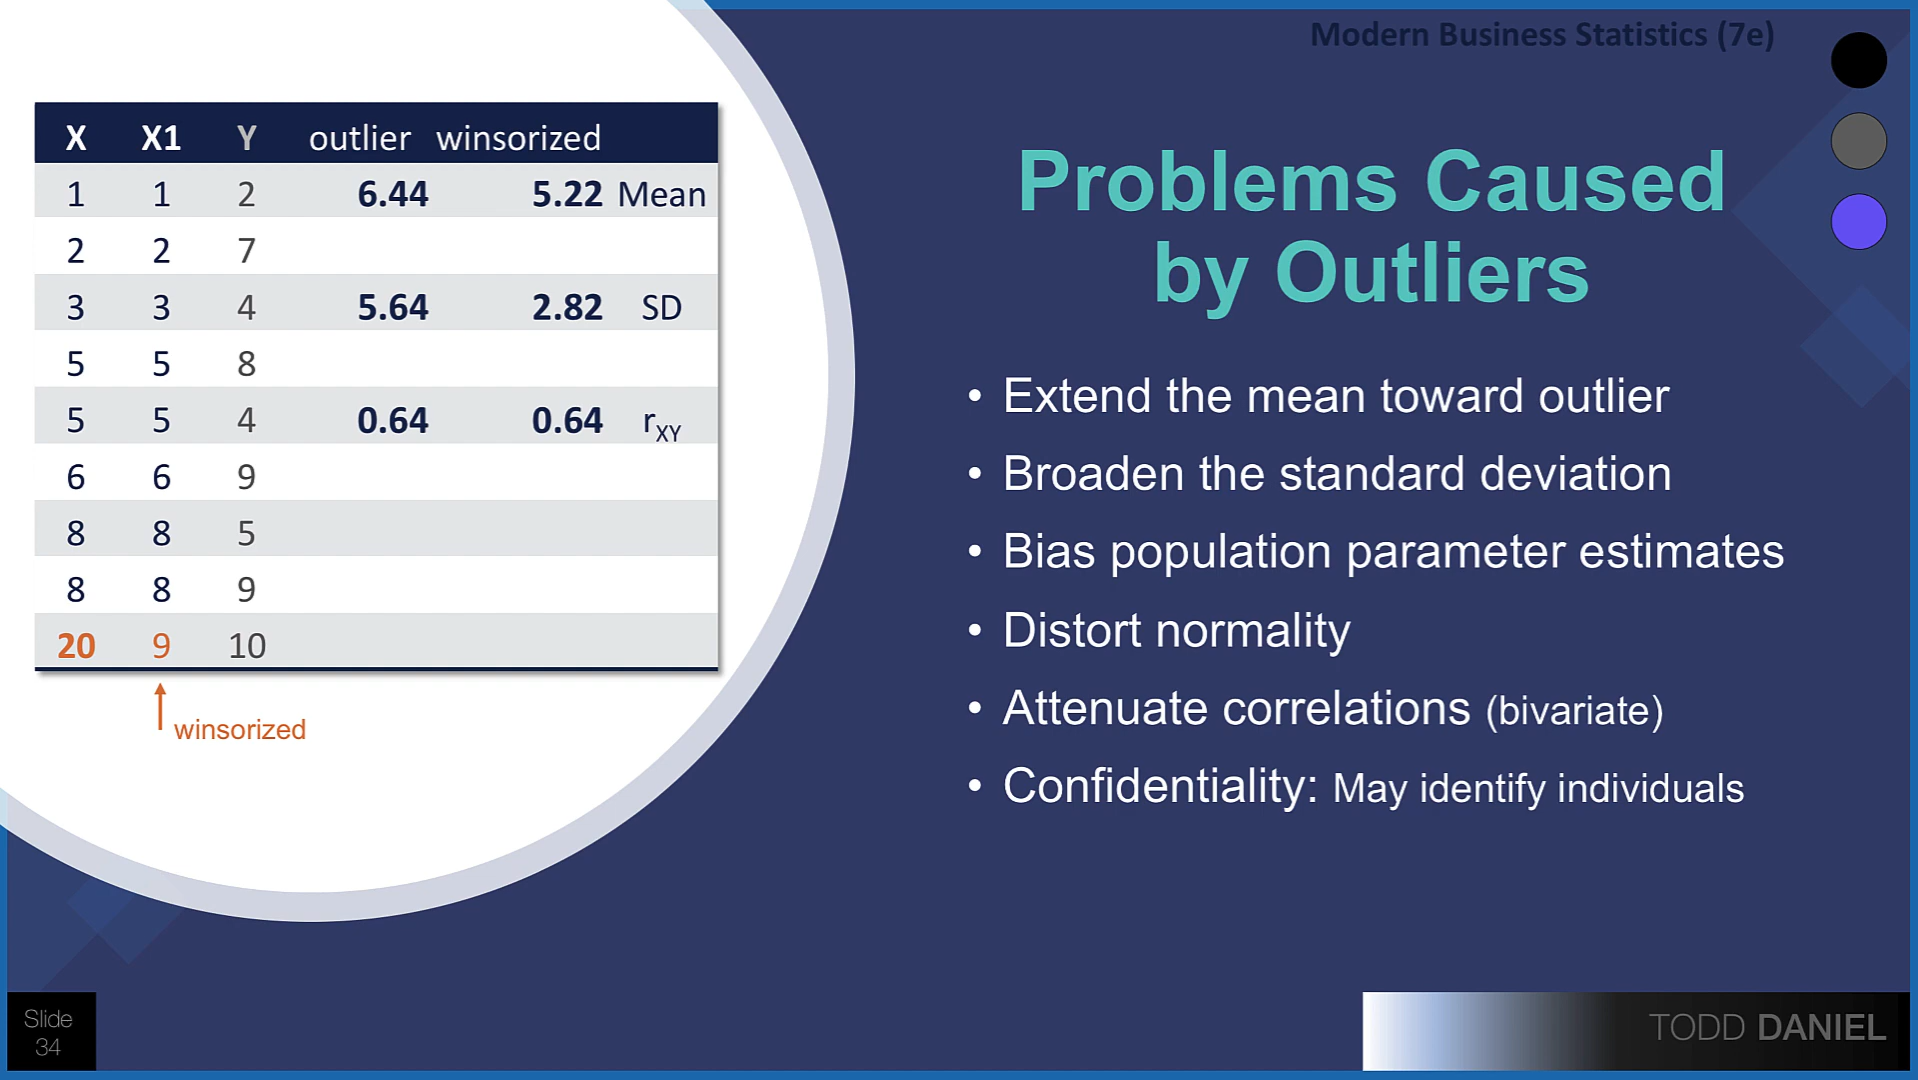 Modern Business Statistics (7e)
X X1 Y outlier winsorized
1 1 2 6.44 5.22 Mean
2 2 7
3 3 4 5.64 2.82 SD
5 5 8
5 5 4 0.64 0.64 rXY
6 6 9
8 8 5
8 8 9
20 9 10
winsorized
Problems Caused
by Outliers
• Extend the mean toward outlier
• Broaden the standard deviation
• Bias population parameter estimates
• Distort normality
• Attenuate correlations (bivariate)
• Confidentiality: May identify individuals
Slide
34
TODD DANIEL